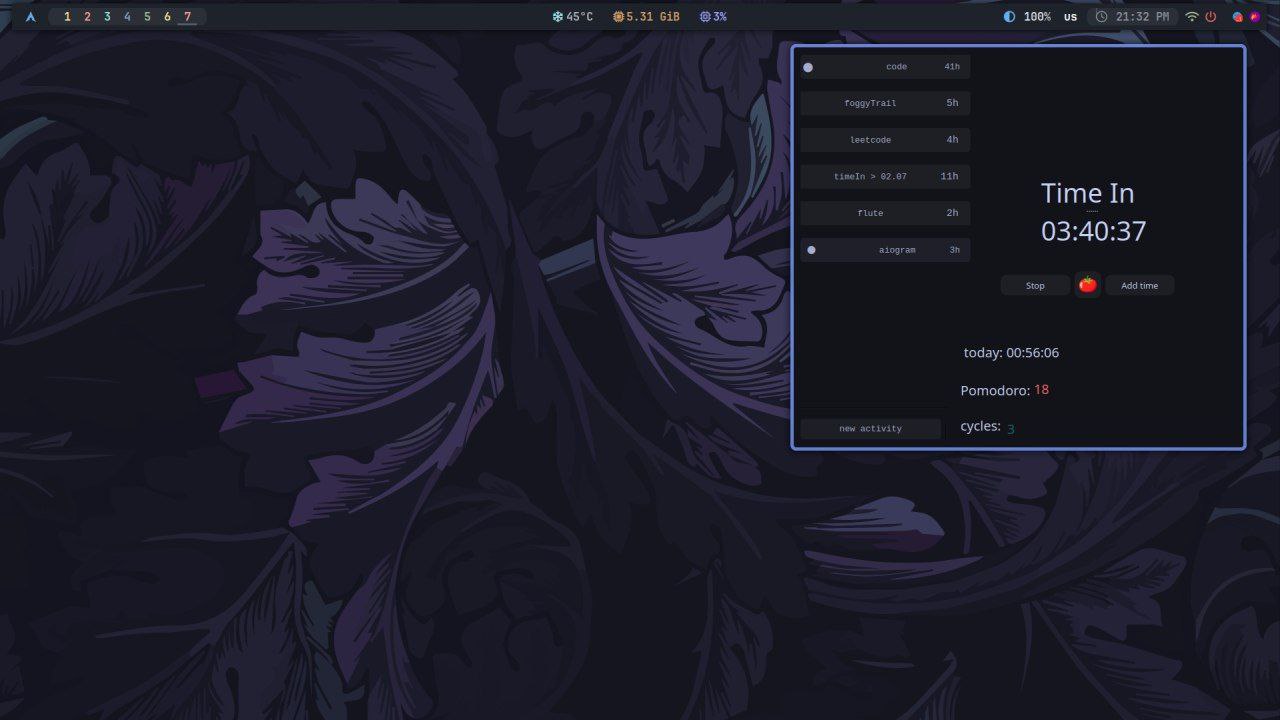 1 2 3 4 5 6 7 45°C 5.31 GiB 3% 100% us 21:32 PM
code 41h
foggyTrail 5h
leetcode 4h
timeIn > 02.07 11h
flute 2h
aiogram 3h
new activity
Time In
03:40:37
Stop Add time
today: 00:56:06
Pomodoro: 18
cycles: 3